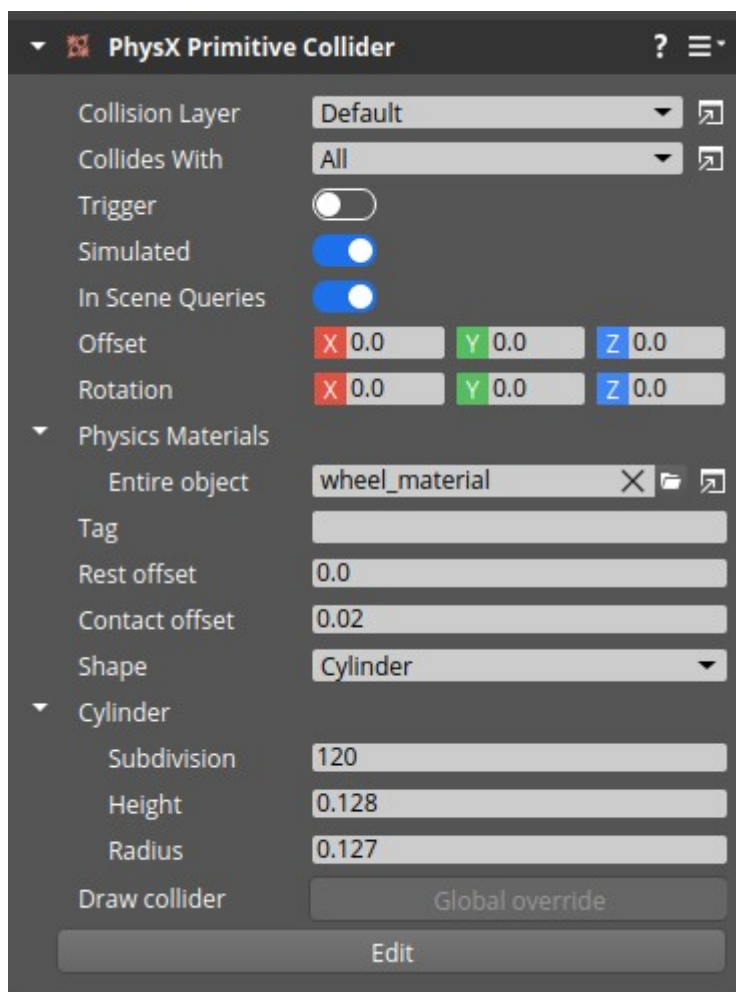 PhysX Primitive Collider ?
Collision Layer Default
Collides With All
Trigger
Simulated
In Scene Queries
Offset X 0.0 Y 0.0 Z 0.0
Rotation X 0.0 Y 0.0 Z 0.0
Physics Materials
Entire object wheel_material
Tag
Rest offset 0.0
Contact offset 0.02
Shape Cylinder
Cylinder
Subdivision 120
Height 0.128
Radius 0.127
Draw collider Global override
Edit